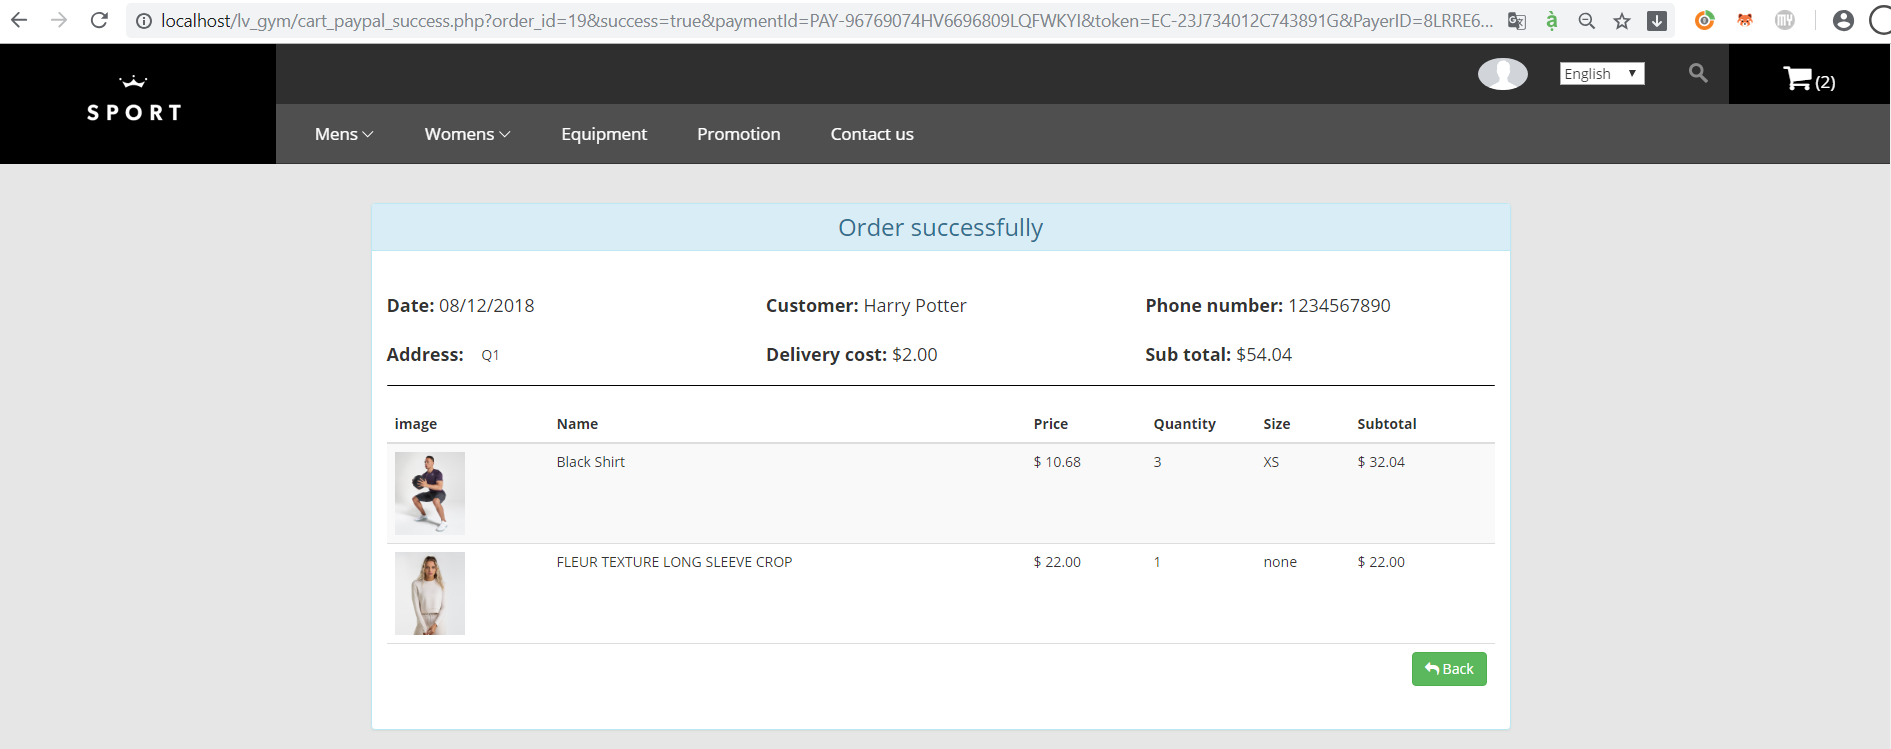 localhost/lv_gym/cart_paypal_success.php?order_id=19&success=true&paymentId=PAY-96769074HV6696809LQFWKYI&token=EC-23J734012C743891G&PayerID=8LRRE6...
SPORT
English
(2)
Mens Womens Equipment Promotion Contact us
Order successfully
Date: 08/12/2018 Customer: Harry Potter Phone number: 1234567890
Address: Q1 Delivery cost: $2.00 Sub total: $54.04
image Name Price Quantity Size Subtotal
Black Shirt $ 10.68 3 XS $ 32.04
FLEUR TEXTURE LONG SLEEVE CROP $ 22.00 1 none $ 22.00
Back